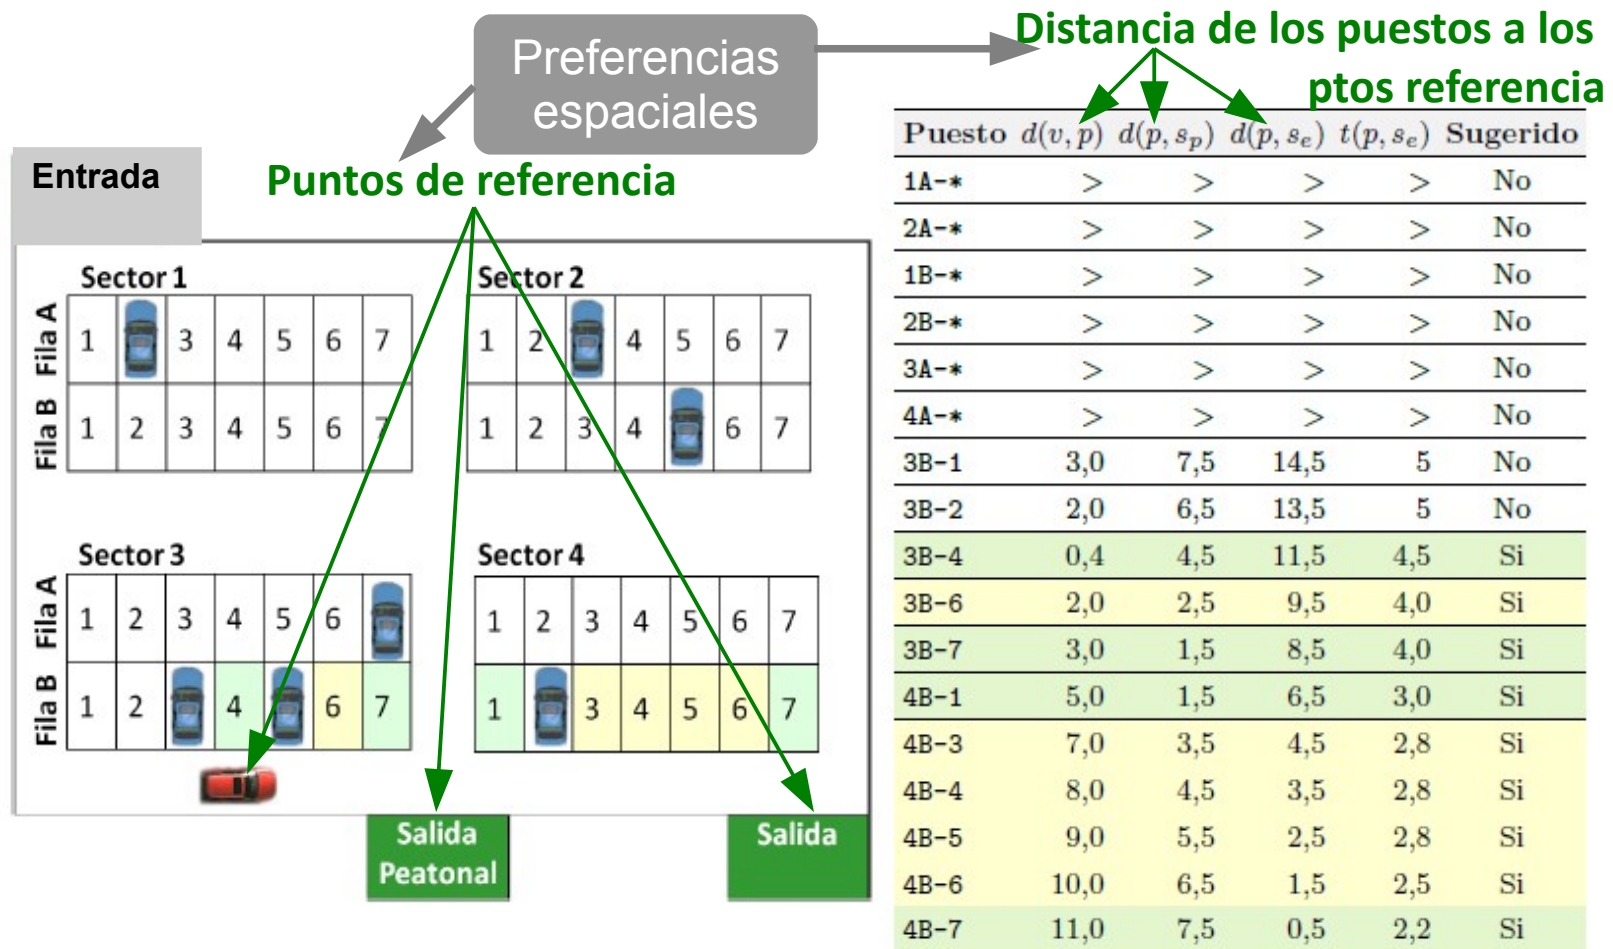 Preferencias
espaciales
Distancia de los puestos a los
ptos referencia
Puntos de referencia
Entrada
Sector 1
Fila A
1 3 4 5 6 7
Fila B
1 2 3 4 5 6 7
Sector 2
1 2 4 5 6 7
1 2 3 4 6 7
Sector 3
Fila A
1 2 3 4 5 6
Fila B
1 2 4 6 7
Sector 4
1 2 3 4 5 6 7
1 3 4 5 6 7
Salida
Peatonal
Salida
Puesto d(v, p) d(p, sₚ) d(p, sₑ) t(p, sₑ) Sugerido
1A-* > > > > No
2A-* > > > > No
1B-* > > > > No
2B-* > > > > No
3A-* > > > > No
4A-* > > > > No
3B-1 3,0 7,5 14,5 5 No
3B-2 2,0 6,5 13,5 5 No
3B-4 0,4 4,5 11,5 4,5 Si
3B-6 2,0 2,5 9,5 4,0 Si
3B-7 3,0 1,5 8,5 4,0 Si
4B-1 5,0 1,5 6,5 3,0 Si
4B-3 7,0 3,5 4,5 2,8 Si
4B-4 8,0 4,5 3,5 2,8 Si
4B-5 9,0 5,5 2,5 2,8 Si
4B-6 10,0 6,5 1,5 2,5 Si
4B-7 11,0 7,5 0,5 2,2 Si